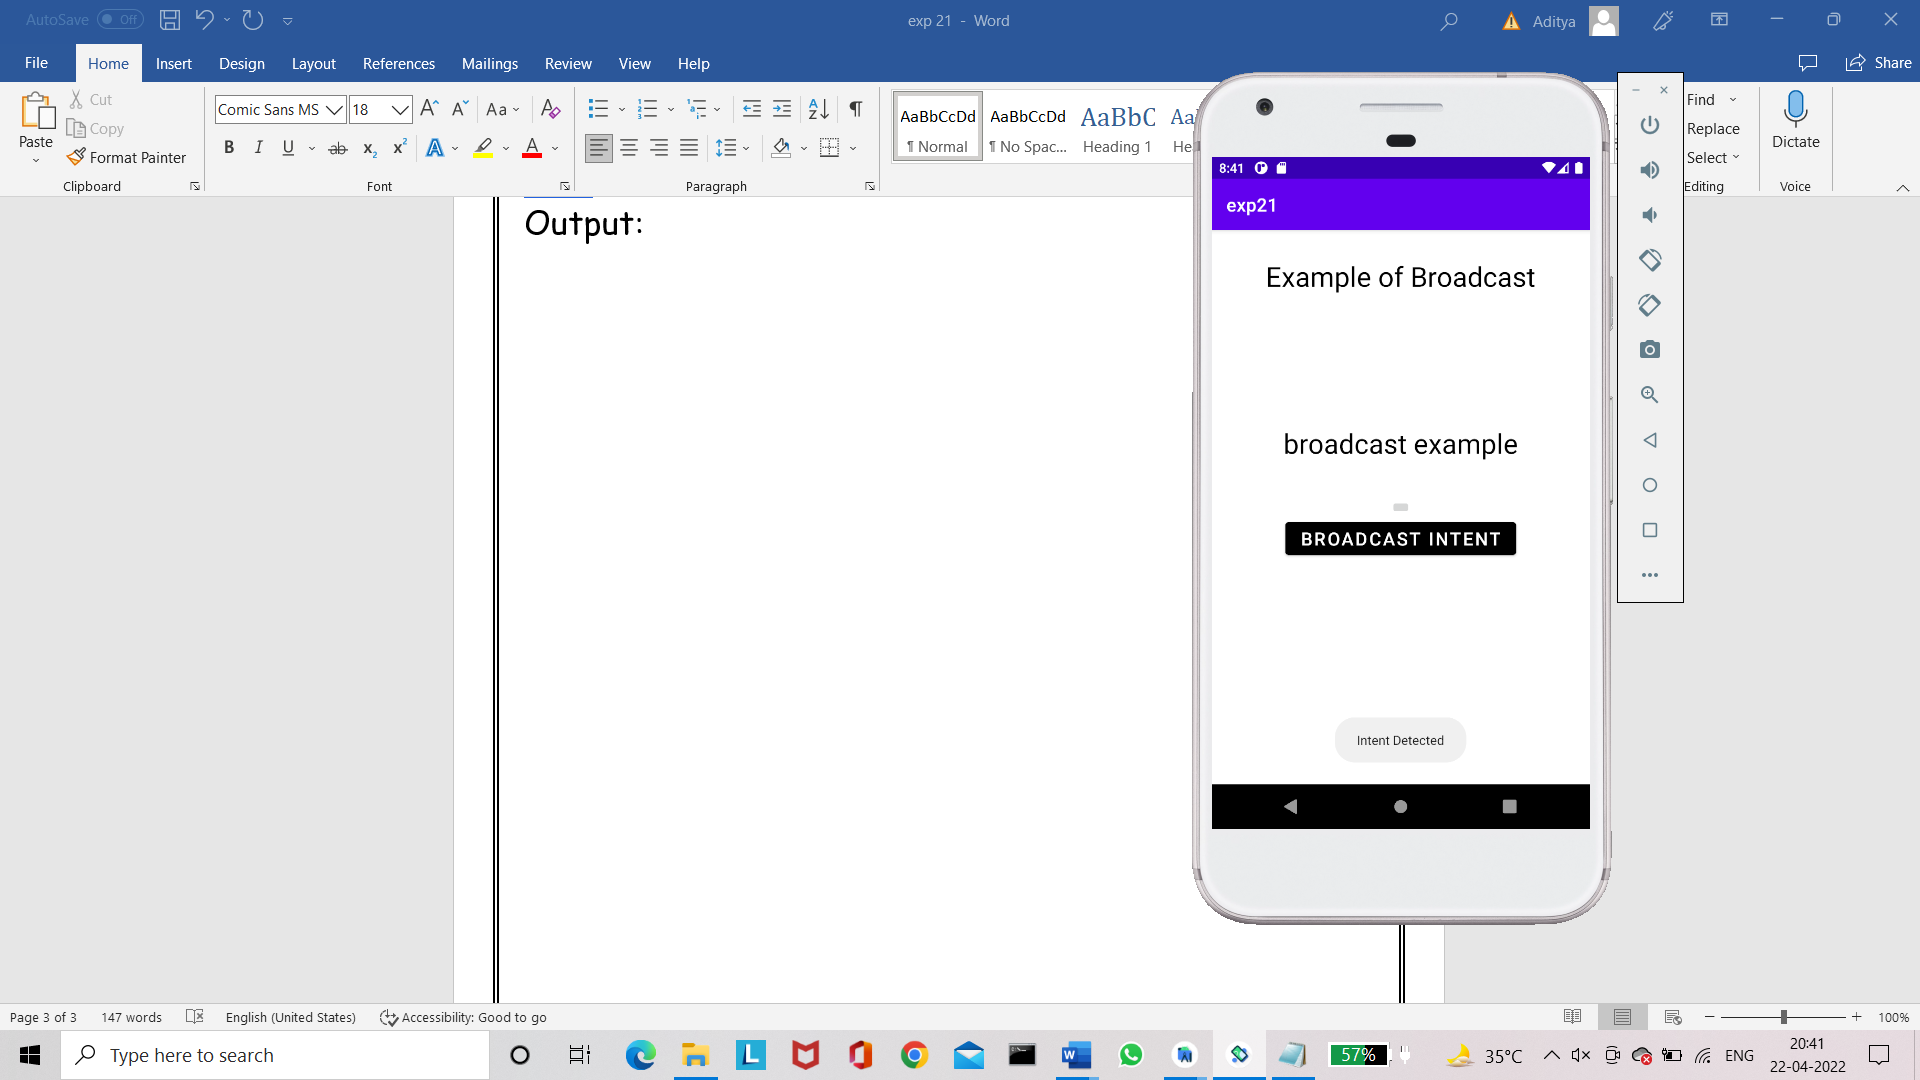 AutoSave Off
exp 21 - Word
Aditya
File Home Insert Design Layout References Mailings Review View Help
Share
Paste
Cut
Copy
Format Painter
Clipboard
Comic Sans MS 18
Font
Paragraph
AaBbCcDd
¶ Normal
AaBbCcDd
¶ No Spac...
AaBbC
Heading 1
Find
Replace
Select
Editing
Dictate
Voice
Output:
8:41
exp21
Example of Broadcast
broadcast example
BROADCAST INTENT
Intent Detected
Page 3 of 3 147 words English (United States) Accessibility: Good to go
100%
Type here to search
57%
35°C
ENG
20:41
22-04-2022